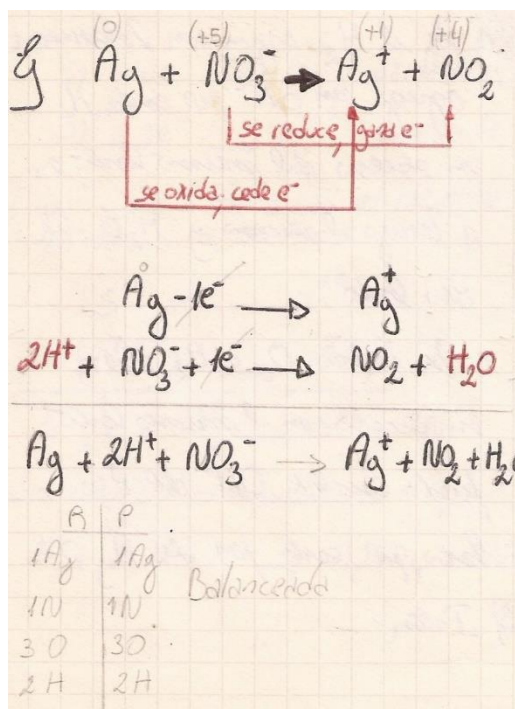 (0) (+5) (+1) (+4)
g Ag + NO₃⁻ → Ag⁺ + NO₂
se reduce, gana e⁻
se oxida, cede e⁻
Ag⁰ - 1e⁻ → Ag⁺
2H⁺ + NO₃⁻ + 1e⁻ → NO₂ + H₂O
Ag + 2H⁺ + NO₃⁻ → Ag⁺ + NO₂ + H₂O
R P
1Ag 1Ag
Balanceada
1N 1N
3O 3O
2H 2H